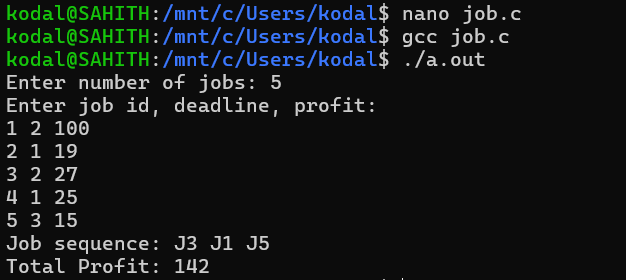 kodal@SAHITH:/mnt/c/Users/kodal$ nano job.c
kodal@SAHITH:/mnt/c/Users/kodal$ gcc job.c
kodal@SAHITH:/mnt/c/Users/kodal$ ./a.out
Enter number of jobs: 5
Enter job id, deadline, profit:
1 2 100
2 1 19
3 2 27
4 1 25
5 3 15
Job sequence: J3 J1 J5
Total Profit: 142